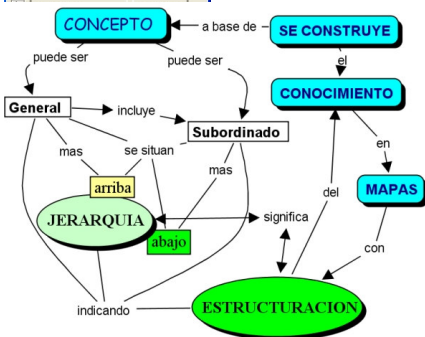 CONCEPTO
a base de
SE CONSTRUYE
puede ser
puede ser
el
CONOCIMIENTO
General
incluye
Subordinado
mas
se situan
en
mas
arriba
MAPAS
JERARQUIA
del
significa
abajo
con
indicando
ESTRUCTURACION